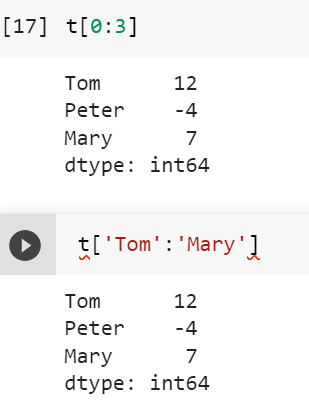 [17] t[0:3]
Tom 12
Peter -4
Mary 7
dtype: int64
t['Tom':'Mary']
Tom 12
Peter -4
Mary 7
dtype: int64